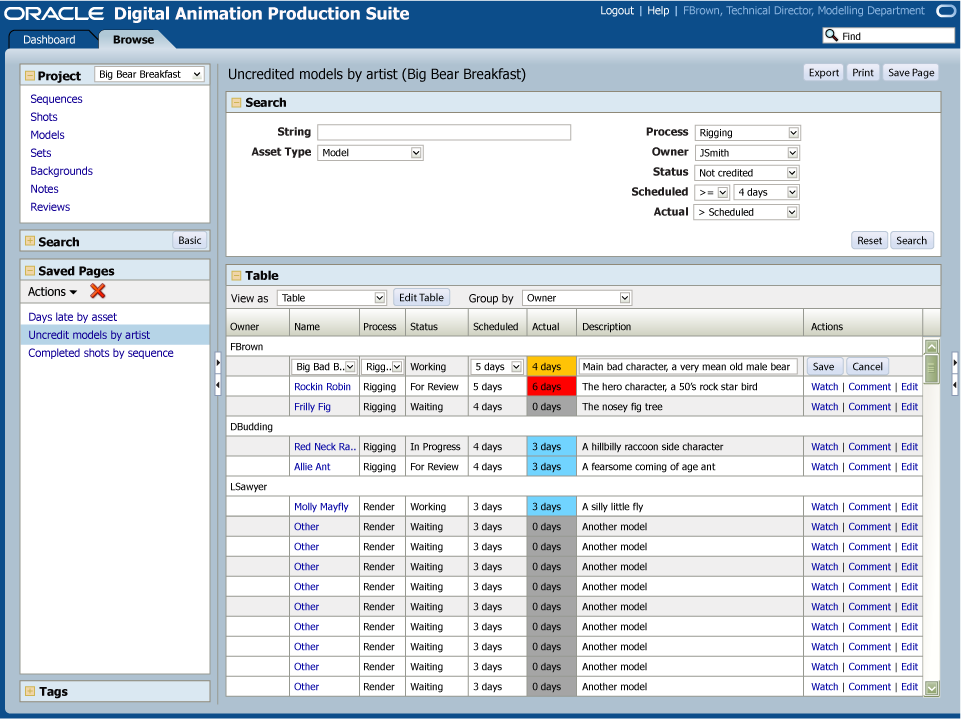 ORACLE Digital Animation Production Suite
Logout | Help | FBrown, Technical Director, Modelling Department
Dashboard
Browse
Find
Project
Big Bear Breakfast
Sequences
Shots
Models
Sets
Backgrounds
Notes
Reviews
Search
Basic
Saved Pages
Actions
Days late by asset
Uncredit models by artist
Completed shots by sequence
Tags
Uncredited models by artist (Big Bear Breakfast)
Export
Print
Save Page
Search
String
Asset Type Model
Process Rigging
Owner JSmith
Status Not credited
Scheduled >= 4 days
Actual > Scheduled
Reset
Search
Table
View as Table Edit Table Group by Owner
Owner Name Process Status Scheduled Actual Description Actions
FBrown
Big Bad B.. Rigg.. Working 5 days 4 days Main bad character, a very mean old male bear Save Cancel
Rockin Robin Rigging For Review 5 days 6 days The hero character, a 50's rock star bird Watch | Comment | Edit
Frilly Fig Rigging Waiting 4 days 0 days The nosey fig tree Watch | Comment | Edit
DBudding
Red Neck Ra.. Rigging In Progress 4 days 3 days A hillbilly raccoon side character Watch | Comment | Edit
Allie Ant Rigging For Review 4 days 3 days A fearsome coming of age ant Watch | Comment | Edit
LSawyer
Molly Mayfly Render Working 3 days 3 days A silly little fly Watch | Comment | Edit
Other Render Waiting 3 days 0 days Another model Watch | Comment | Edit
Other Render Waiting 3 days 0 days Another model Watch | Comment | Edit
Other Render Waiting 3 days 0 days Another model Watch | Comment | Edit
Other Render Waiting 3 days 0 days Another model Watch | Comment | Edit
Other Render Waiting 3 days 0 days Another model Watch | Comment | Edit
Other Render Waiting 3 days 0 days Another model Watch | Comment | Edit
Other Render Waiting 3 days 0 days Another model Watch | Comment | Edit
Other Render Waiting 3 days 0 days Another model Watch | Comment | Edit
Other Render Waiting 3 days 0 days Another model Watch | Comment | Edit